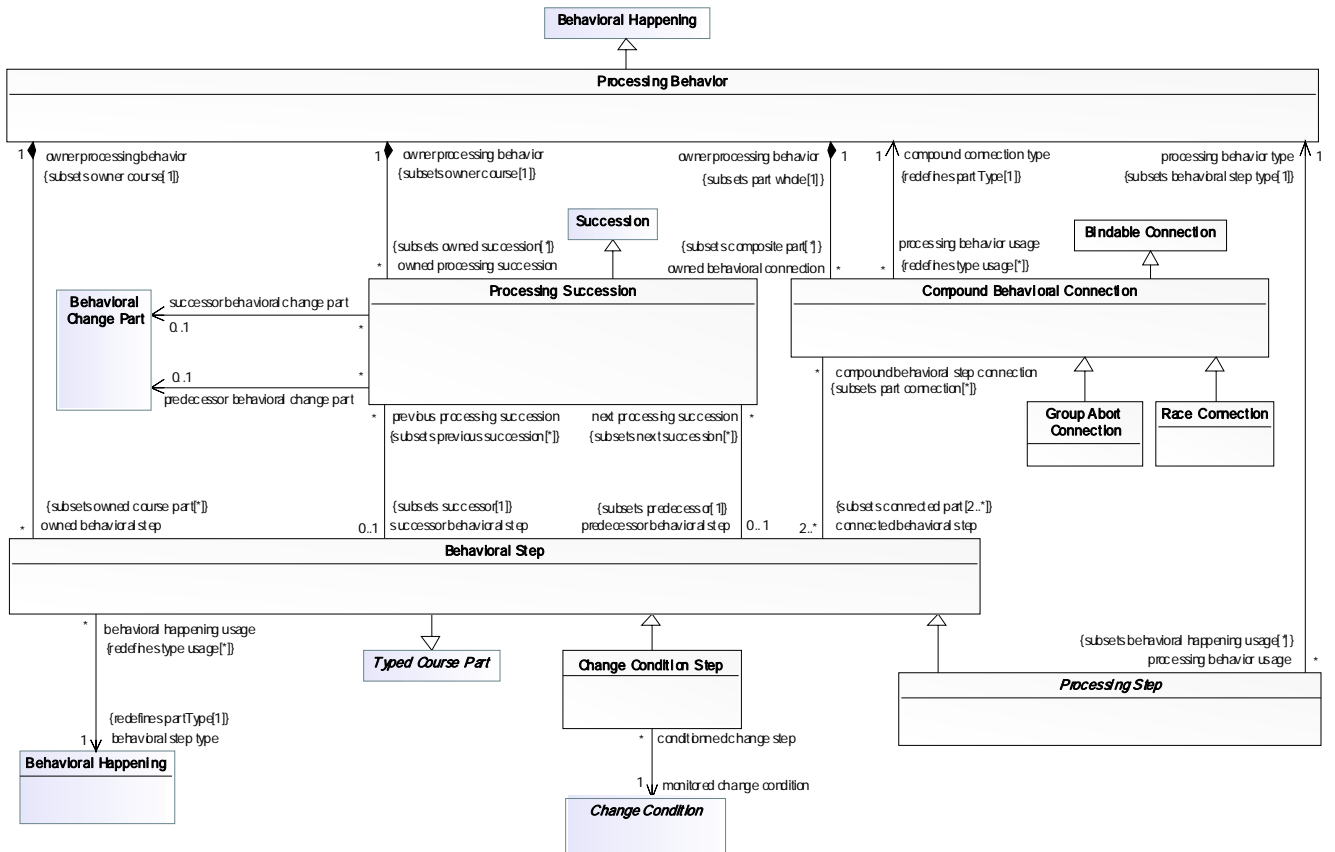 Behavioral Happening
Processing Behavior
1
owner processing behavior
{subsets owner course[1]}
1
owner processing behavior
{subsets owner course[1]}
owner processing behavior
1
{subsets part whole[1]}
1
compound connection type
{redefines partType[1]}
processing behavior type
1
{subsets behavioral step type[1]}
Succession
Bindable Connection
{subsets owned succession[*]}
* owned processing succession
{subsets composite part[*]}
owned behavioral connection *
processing behavior usage
* {redefines type usage[*]}
Behavioral
Change Part
Processing Succession
Compound Behavioral Connection
successor behavioral change part
0..1
*
0..1
*
predecessor behavioral change part
* compound behavioral step connection
{subsets part connection[*]}
* previous processing succession
{subsets previous succession[*]}
next processing succession *
{subsets next succession[*]}
Group Abort
Connection
Race Connection
{subsets owned course part[*]}
* owned behavioral step
{subsets successor[1]}
0..1 successor behavioral step
{subsets predecessor[1]}
predecessor behavioral step 0..1
{subsets connected part[2..*]}
2..* connected behavioral step
Behavioral Step
* behavioral happening usage
{redefines type usage[*]}
Typed Course Part
Change Condition Step
{subsets behavioral happening usage[*]}
processing behavior usage *
Processing Step
{redefines partType[1]}
1 behavioral step type
Behavioral Happening
* conditionned change step
1 monitored change condition
Change Condition